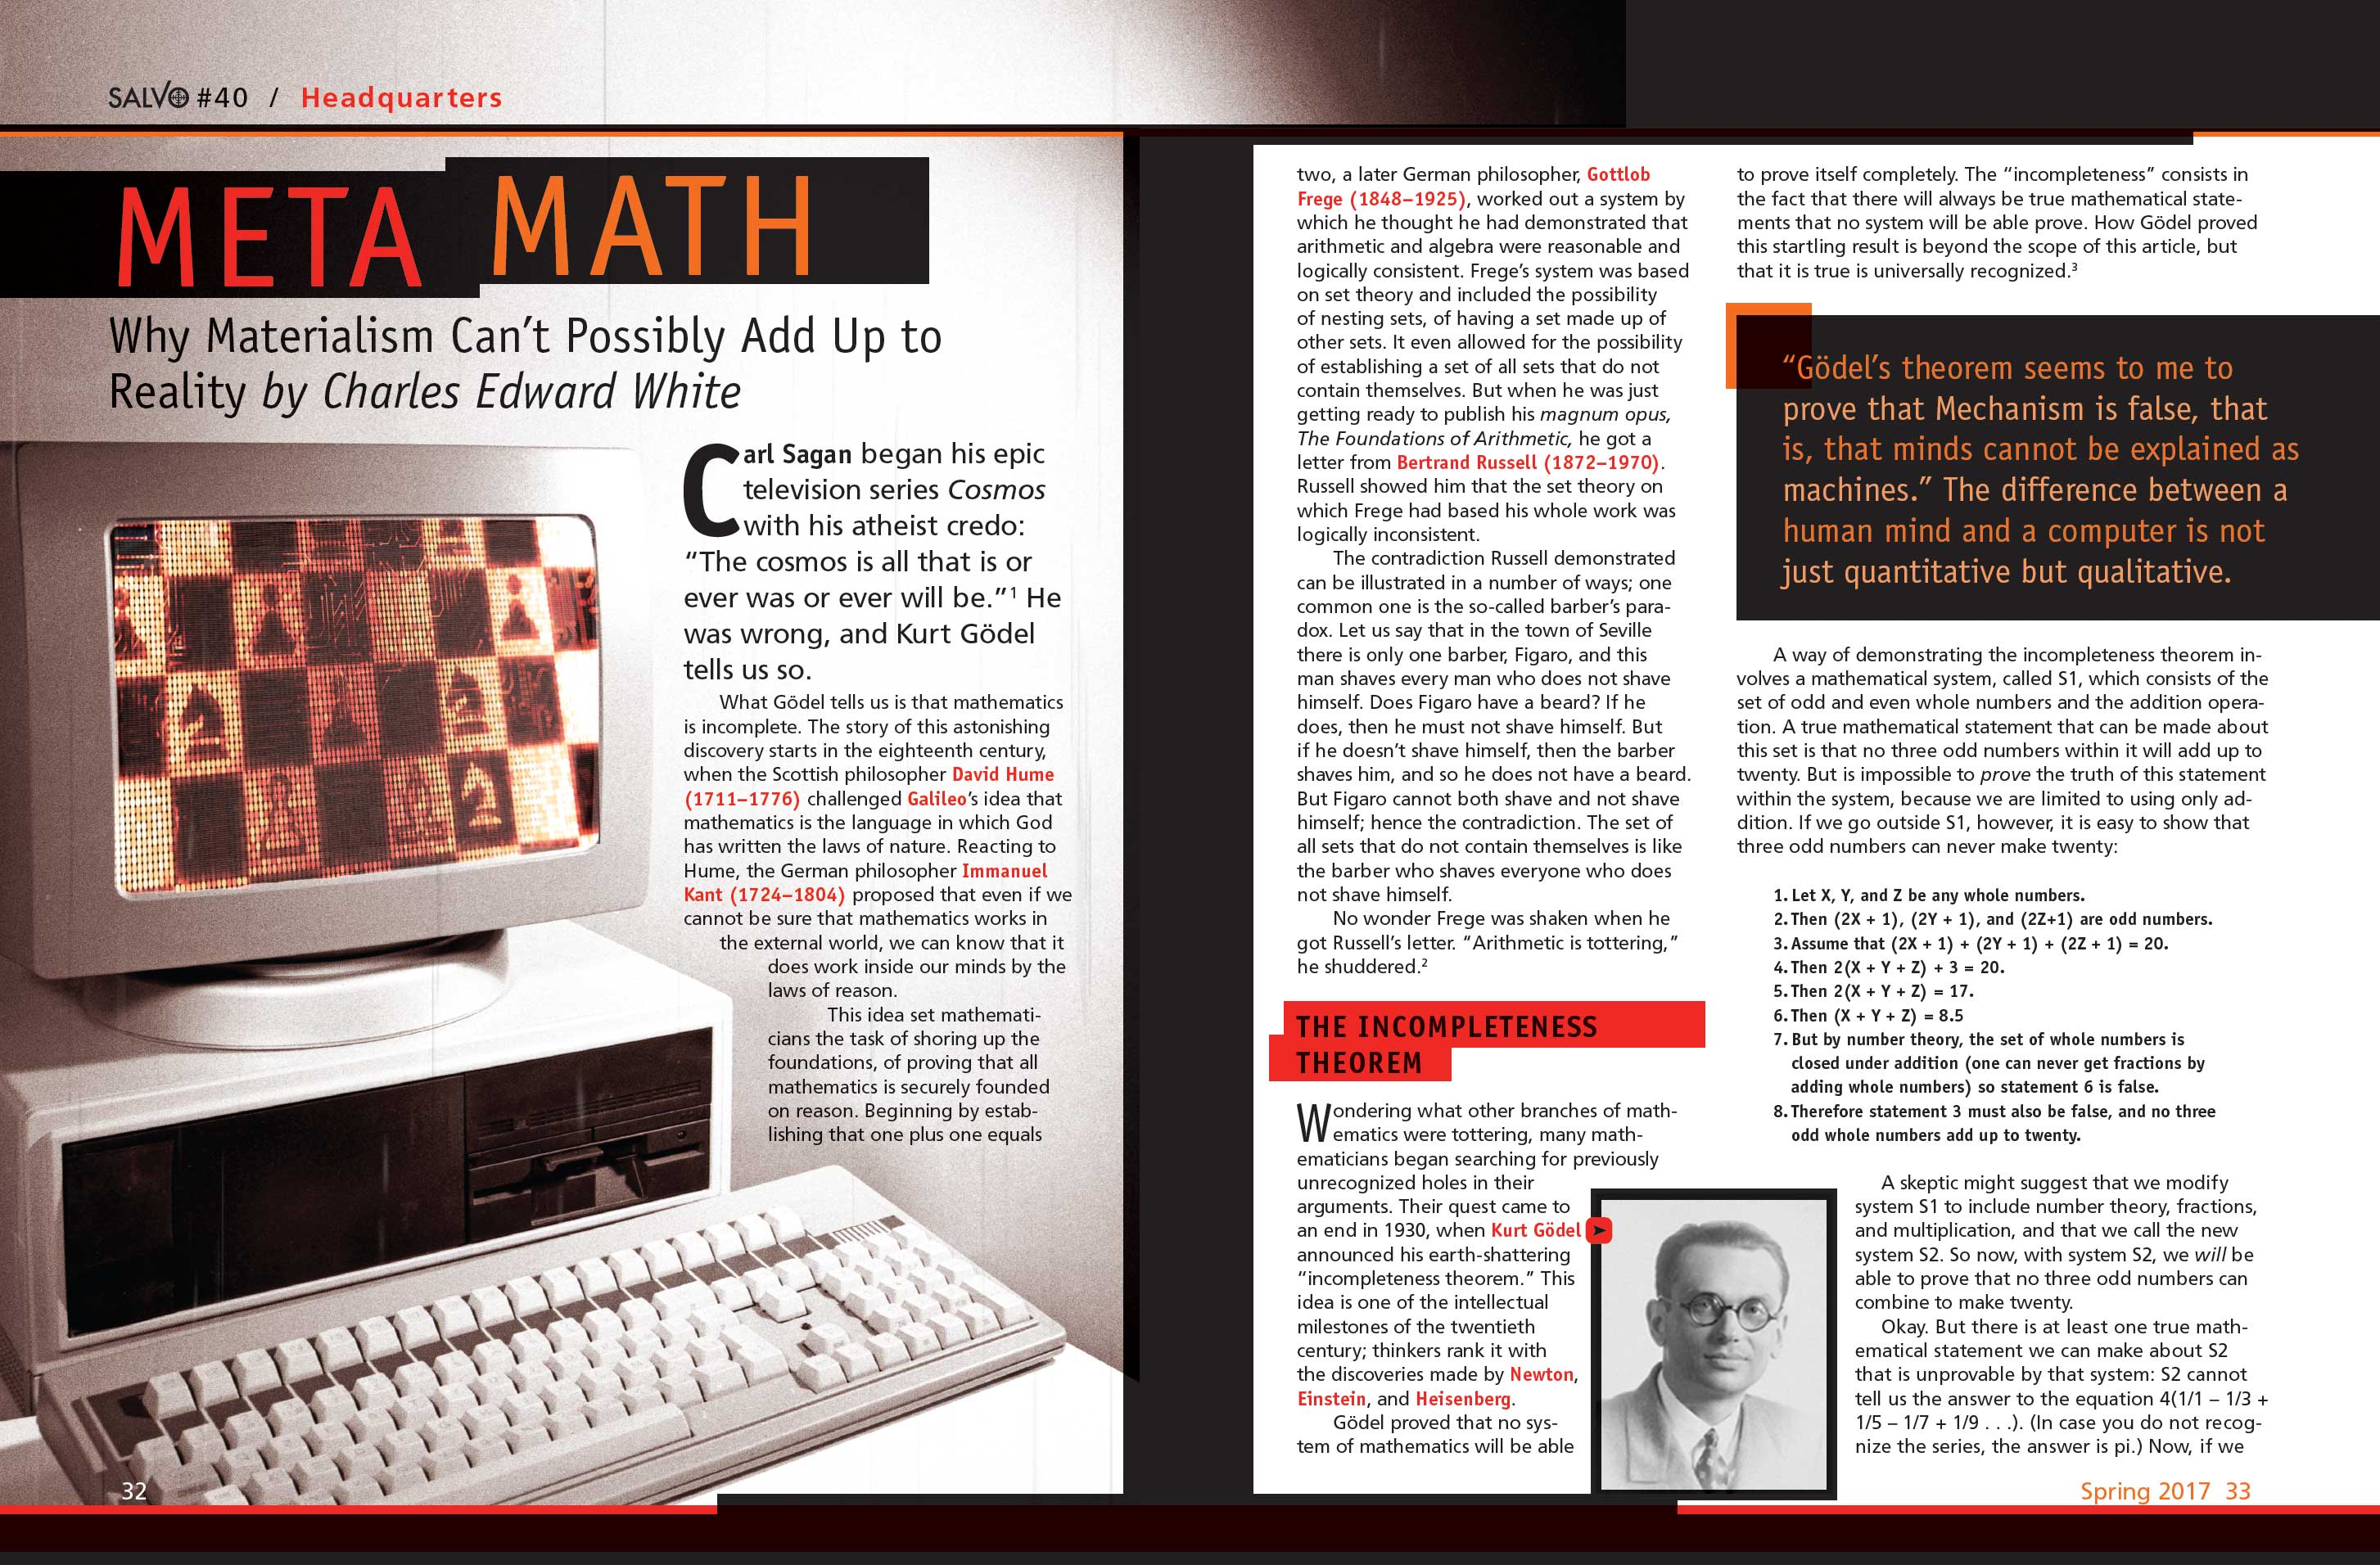 SALVO #40 / Headquarters
META MATH
Why Materialism Can't Possibly Add Up to
Reality by Charles Edward White
Carl Sagan began his epic
television series Cosmos
with his atheist credo:
“The cosmos is all that is or
ever was or ever will be.”1 He
was wrong, and Kurt Gödel
tells us so.
What Gödel tells us is that mathematics
is incomplete. The story of this astonishing
discovery starts in the eighteenth century,
when the Scottish philosopher David Hume
(1711–1776) challenged Galileo’s idea that
mathematics is the language in which God
has written the laws of nature. Reacting to
Hume, the German philosopher Immanuel
Kant (1724–1804) proposed that even if we
cannot be sure that mathematics works in
the external world, we can know that it
does work inside our minds by the
laws of reason.
This idea set mathemati-
cians the task of shoring up the
foundations, of proving that all
mathematics is securely founded
on reason. Beginning by estab-
lishing that one plus one equals
32
two, a later German philosopher, Gottlob
Frege (1848–1925), worked out a system by
which he thought he had demonstrated that
arithmetic and algebra were reasonable and
logically consistent. Frege’s system was based
on set theory and included the possibility
of nesting sets, of having a set made up of
other sets. It even allowed for the possibility
of establishing a set of all sets that do not
contain themselves. But when he was just
getting ready to publish his magnum opus,
The Foundations of Arithmetic, he got a
letter from Bertrand Russell (1872–1970).
Russell showed him that the set theory on
which Frege had based his whole work was
logically inconsistent.
The contradiction Russell demonstrated
can be illustrated in a number of ways; one
common one is the so-called barber’s para-
dox. Let us say that in the town of Seville
there is only one barber, Figaro, and this
man shaves every man who does not shave
himself. Does Figaro have a beard? If he
does, then he must not shave himself. But
if he doesn’t shave himself, then the barber
shaves him, and so he does not have a beard.
But Figaro cannot both shave and not shave
himself; hence the contradiction. The set of
all sets that do not contain themselves is like
the barber who shaves everyone who does
not shave himself.
No wonder Frege was shaken when he
got Russell’s letter. “Arithmetic is tottering,”
he shuddered.2
THE INCOMPLETENESS
THEOREM
Wondering what other branches of math-
ematics were tottering, many math-
ematicians began searching for previously
unrecognized holes in their
arguments. Their quest came to
an end in 1930, when Kurt Gödel
announced his earth-shattering
“incompleteness theorem.” This
idea is one of the intellectual
milestones of the twentieth
century; thinkers rank it with
the discoveries made by Newton,
Einstein, and Heisenberg.
Gödel proved that no sys-
tem of mathematics will be able
to prove itself completely. The “incompleteness” consists in
the fact that there will always be true mathematical state-
ments that no system will be able prove. How Gödel proved
this startling result is beyond the scope of this article, but
that it is true is universally recognized.3
“Gödel’s theorem seems to me to
prove that Mechanism is false, that
is, that minds cannot be explained as
machines.” The difference between a
human mind and a computer is not
just quantitative but qualitative.
A way of demonstrating the incompleteness theorem in-
volves a mathematical system, called S1, which consists of the
set of odd and even whole numbers and the addition opera-
tion. A true mathematical statement that can be made about
this set is that no three odd numbers within it will add up to
twenty. But is impossible to prove the truth of this statement
within the system, because we are limited to using only ad-
dition. If we go outside S1, however, it is easy to show that
three odd numbers can never make twenty:
1. Let X, Y, and Z be any whole numbers.
2. Then (2X + 1), (2Y + 1), and (2Z+1) are odd numbers.
3. Assume that (2X + 1) + (2Y + 1) + (2Z + 1) = 20.
4. Then 2(X + Y + Z) + 3 = 20.
5. Then 2(X + Y + Z) = 17.
6. Then (X + Y + Z) = 8.5
7. But by number theory, the set of whole numbers is
closed under addition (one can never get fractions by
adding whole numbers) so statement 6 is false.
8. Therefore statement 3 must also be false, and no three
odd whole numbers add up to twenty.
A skeptic might suggest that we modify
system S1 to include number theory, fractions,
and multiplication, and that we call the new
system S2. So now, with system S2, we will be
able to prove that no three odd numbers can
combine to make twenty.
Okay. But there is at least one true math-
ematical statement we can make about S2
that is unprovable by that system: S2 cannot
tell us the answer to the equation 4(1/1 – 1/3 +
1/5 – 1/7 + 1/9 . . .). (In case you do not recog-
nize the series, the answer is pi.) Now, if we
Spring 2017 33